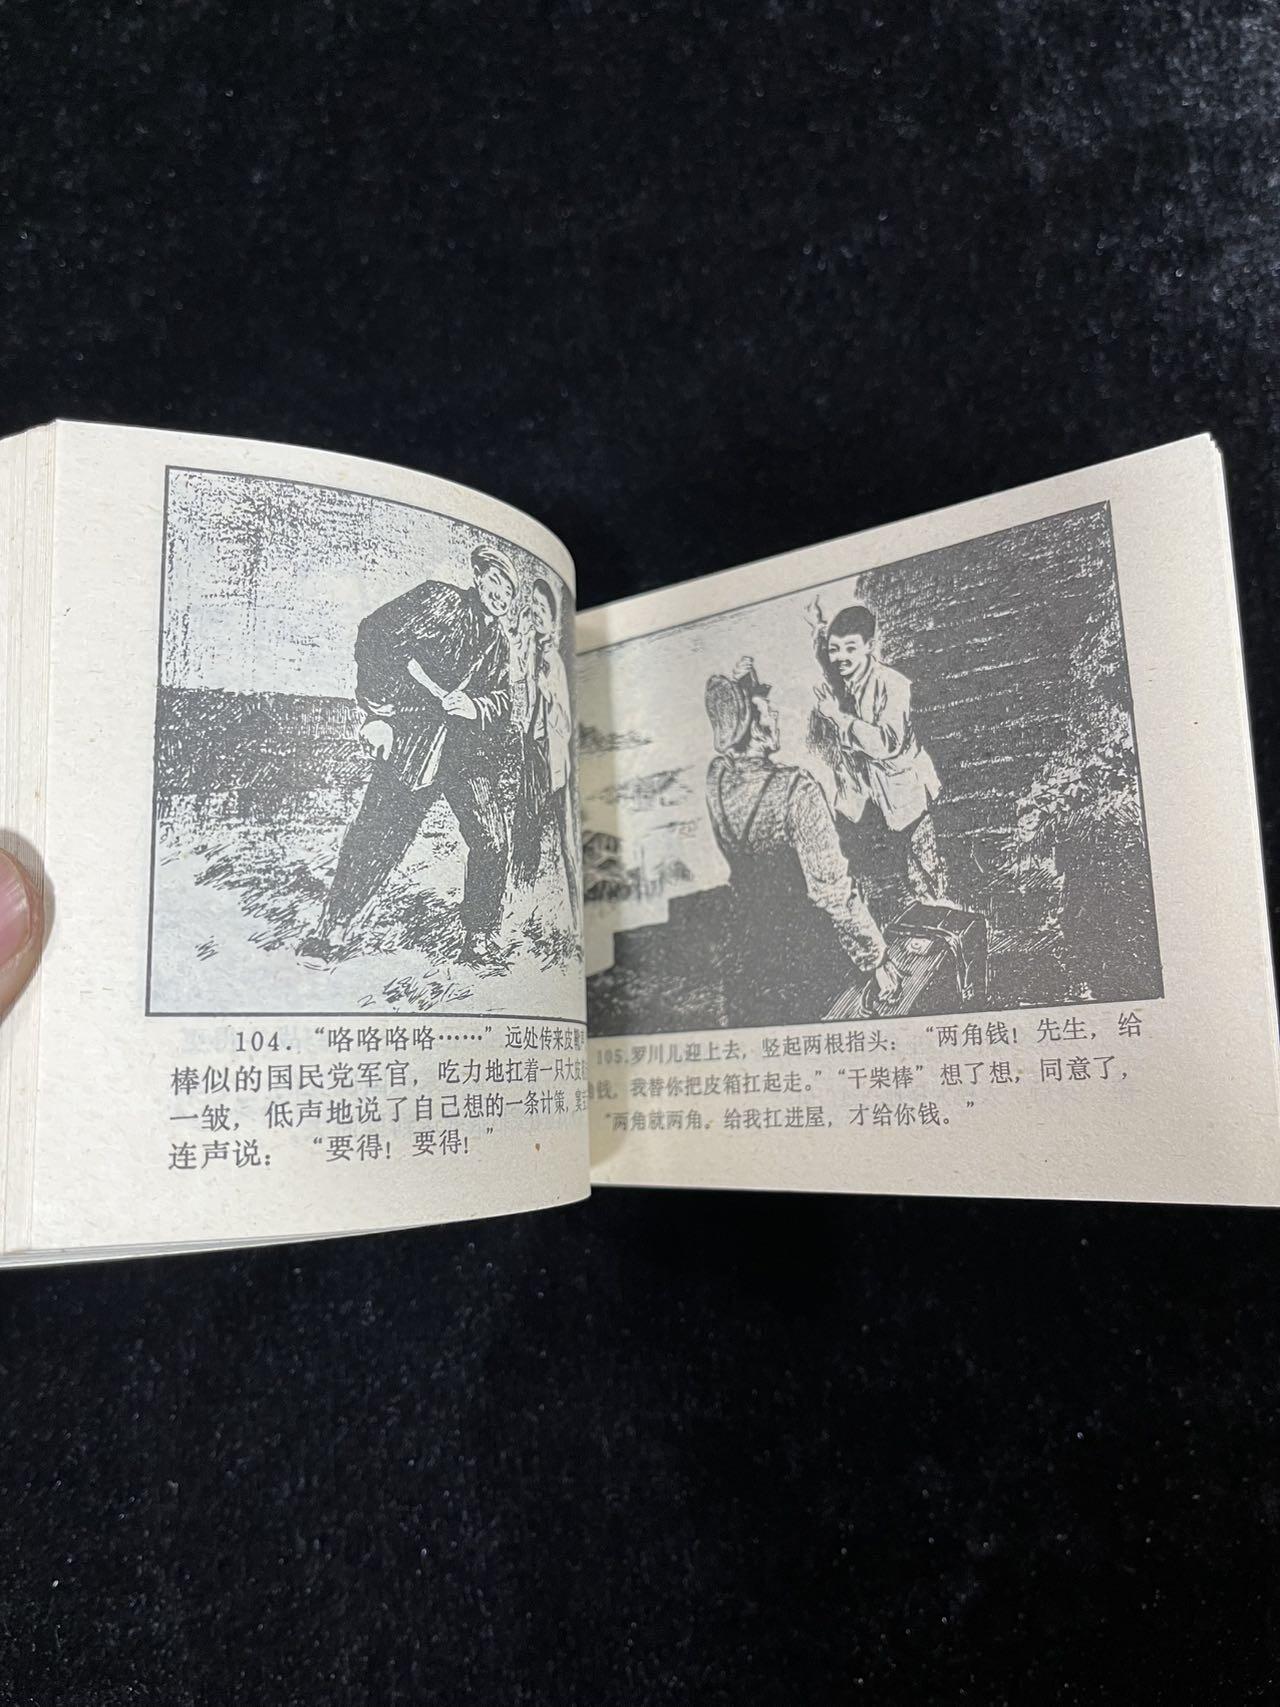 104. “咯咯咯咯……” 远处传来皮靴
棒似的国民党军官，吃力地扛着一只大皮
一皱，低声地说了自己想的一条计策，
连声说：“要得！要得！”
105.罗川儿迎上去，竖起两根指头：“两角钱！先生，给
钱，我替你把皮箱扛起走。”“干柴棒”想了想，同意了，
“两角就两角。给我扛进屋，才给你钱。”